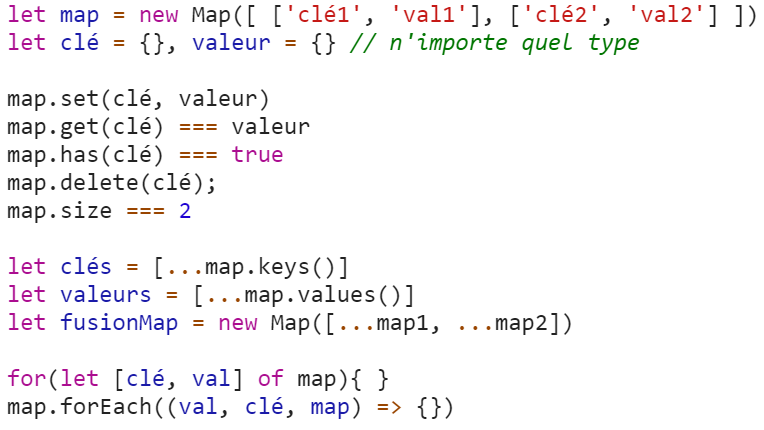 let map = new Map([ ['clé1', 'val1'], ['clé2', 'val2'] ])
let clé = {}, valeur = {} // n'importe quel type
map.set(clé, valeur)
map.get(clé) === valeur
map.has(clé) === true
map.delete(clé);
map.size === 2
let clés = [...map.keys()]
let valeurs = [...map.values()]
let fusionMap = new Map([...map1, ...map2])
for(let [clé, val] of map){ }
map.forEach((val, clé, map) => {})